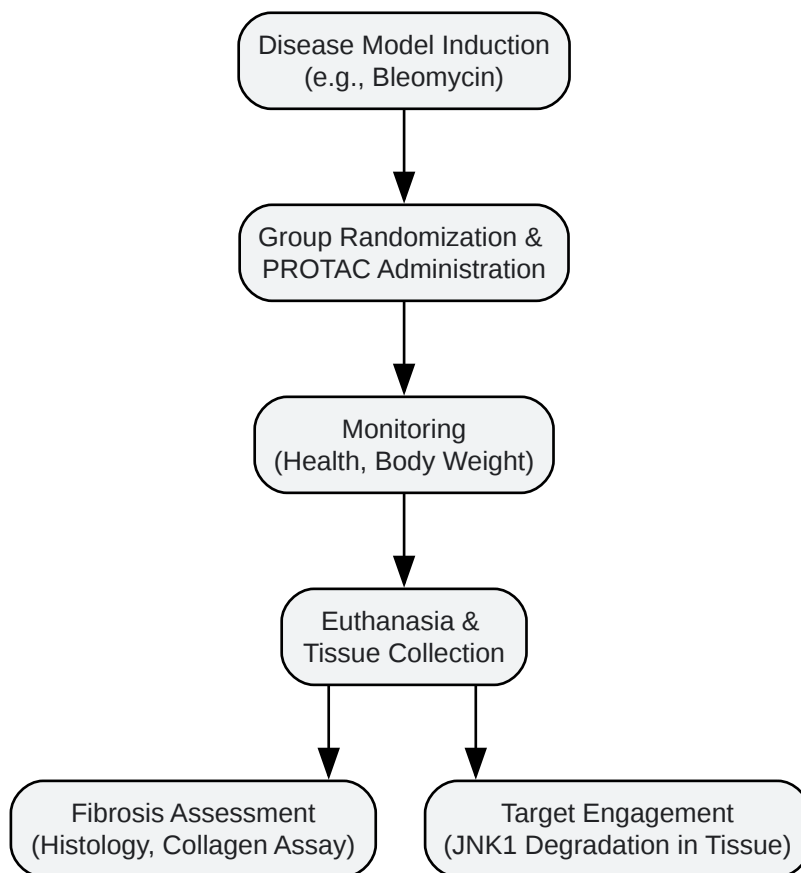 Disease Model Induction
(e.g., Bleomycin)
Group Randomization &
PROTAC Administration
Monitoring
(Health, Body Weight)
Euthanasia &
Tissue Collection
Fibrosis Assessment
(Histology, Collagen Assay)
Target Engagement
(JNK1 Degradation in Tissue)